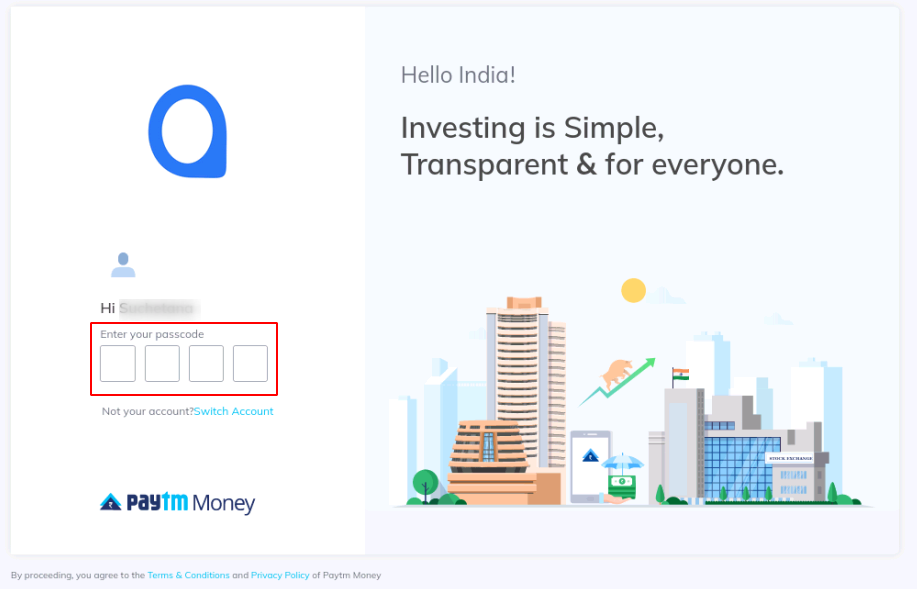 Hello India!
Investing is Simple,
Transparent & for everyone.
Hi
Enter your passcode
Not your account?Switch Account
STOCK EXCHANGE
paytm Money
By proceeding, you agree to the Terms & Conditions and Privacy Policy of Paytm Money